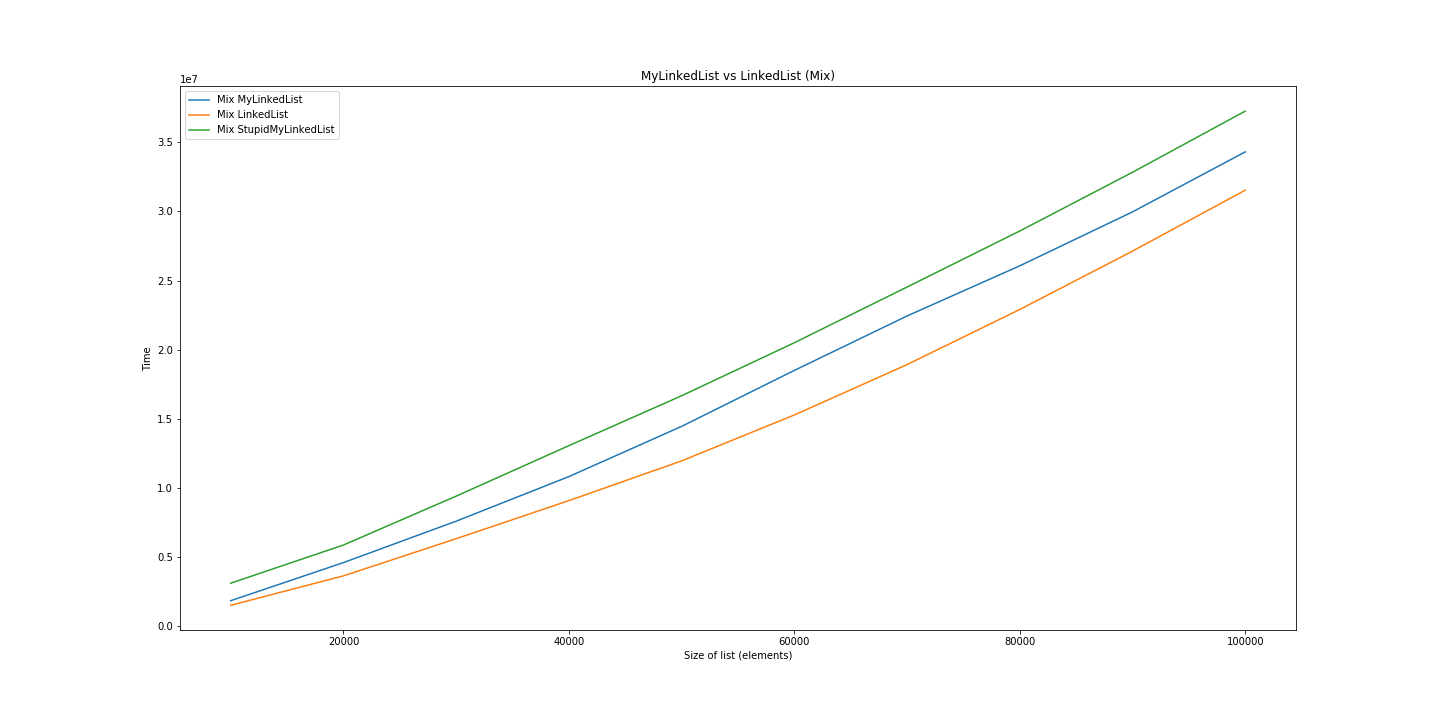 MyLinkedList vs LinkedList (Mix)
1e7
Mix MyLinkedList
Mix LinkedList
Mix StupidMyLinkedList
3.5
3.0
2.5
2.0
1.5
1.0
0.5
0.0
Time
20000 40000 60000 80000 100000
Size of list (elements)